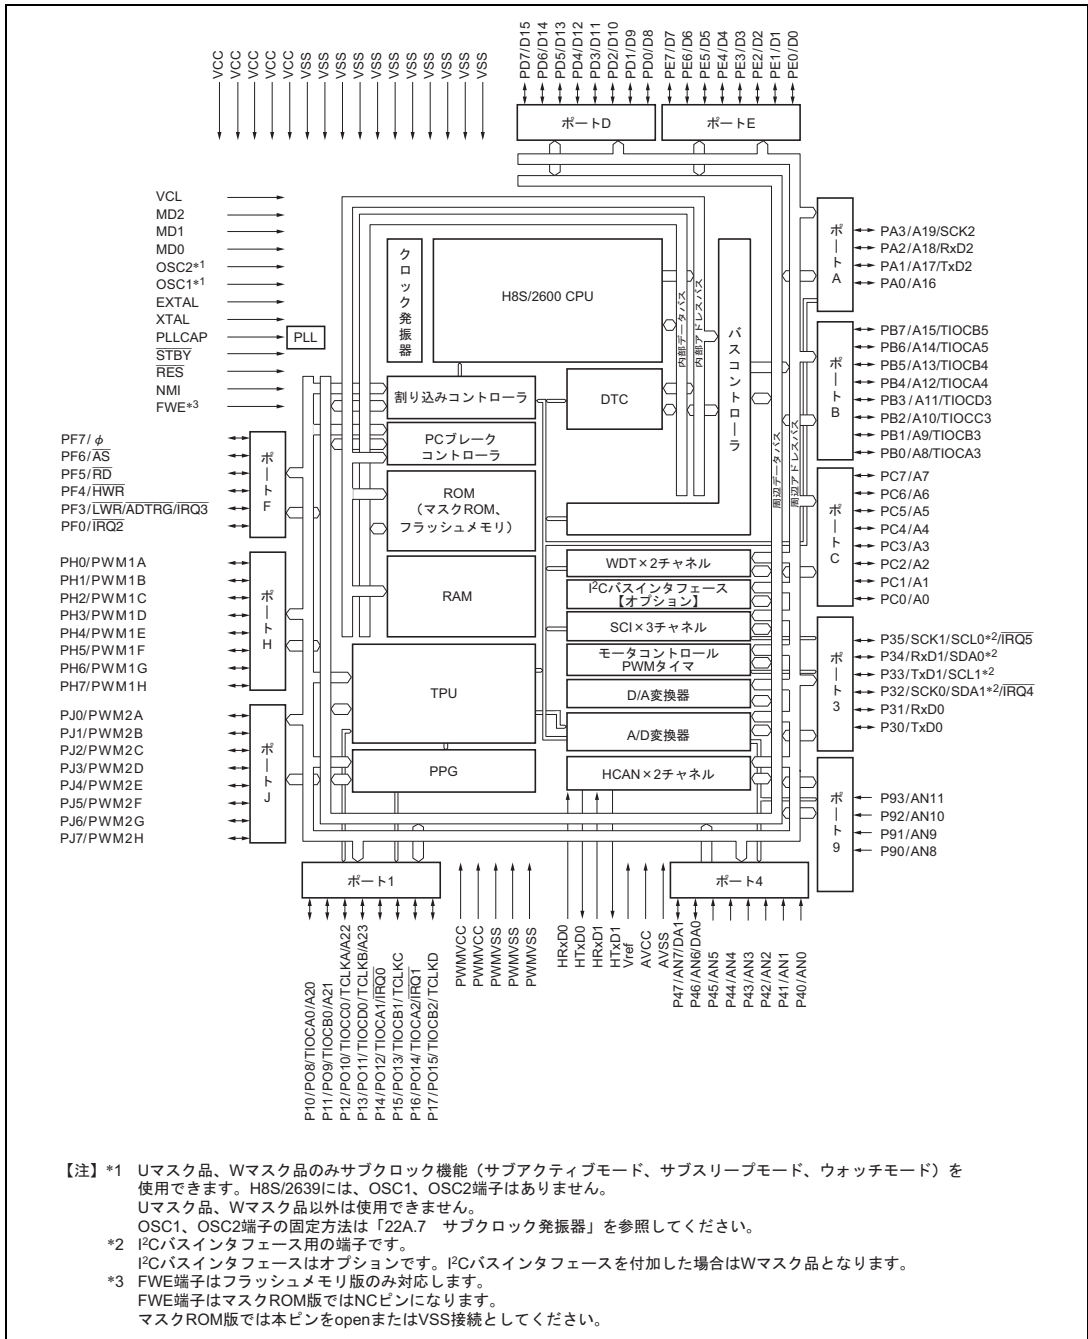 VCC
VCC
VCC
VCC
VCC
VSS
VSS
VSS
VSS
VSS
VSS
VSS
VSS
VSS
VSS
VSS
PD7/D15
PD6/D14
PD5/D13
PD4/D12
PD3/D11
PD2/D10
PD1/D9
PD0/D8
PE7/D7
PE6/D6
PE5/D5
PE4/D4
PE3/D3
PE2/D2
PE1/D1
PE0/D0
ポートD
ポートE
VCL
MD2
MD1
MD0
OSC2*1
OSC1*1
EXTAL
XTAL
PLLCAP
STBY
RES
NMI
FWE*3
PLL
クロック発振器
H8S/2600 CPU
内部データバス
内部アドレスバス
バスコントローラ
周辺データバス
周辺アドレスバス
割り込みコントローラ
DTC
PCブレーク
コントローラ
ROM
(マスクROM、
フラッシュメモリ)
RAM
WDT×2チャネル
I²Cバスインタフェース
【オプション】
SCI×3チャネル
モータコントロール
PWMタイマ
TPU
D/A変換器
A/D変換器
PPG
HCAN×2チャネル
ポートA
PA3/A19/SCK2
PA2/A18/RxD2
PA1/A17/TxD2
PA0/A16
ポートB
PB7/A15/TIOCB5
PB6/A14/TIOCA5
PB5/A13/TIOCB4
PB4/A12/TIOCA4
PB3/A11/TIOCD3
PB2/A10/TIOCC3
PB1/A9/TIOCB3
PB0/A8/TIOCA3
ポートC
PC7/A7
PC6/A6
PC5/A5
PC4/A4
PC3/A3
PC2/A2
PC1/A1
PC0/A0
ポート3
P35/SCK1/SCL0*2/IRQ5
P34/RxD1/SDA0*2
P33/TxD1/SCL1*2
P32/SCK0/SDA1*2/IRQ4
P31/RxD0
P30/TxD0
ポート9
P93/AN11
P92/AN10
P91/AN9
P90/AN8
PF7/φ
PF6/AS
PF5/RD
PF4/HWR
PF3/LWR/ADTRG/IRQ3
PF0/IRQ2
ポートF
PH0/PWM1A
PH1/PWM1B
PH2/PWM1C
PH3/PWM1D
PH4/PWM1E
PH5/PWM1F
PH6/PWM1G
PH7/PWM1H
ポートH
PJ0/PWM2A
PJ1/PWM2B
PJ2/PWM2C
PJ3/PWM2D
PJ4/PWM2E
PJ5/PWM2F
PJ6/PWM2G
PJ7/PWM2H
ポートJ
ポート1
ポート4
P10/PO8/TIOCA0/A20
P11/PO9/TIOCB0/A21
P12/PO10/TIOCC0/TCLKA/A22
P13/PO11/TIOCD0/TCLKB/A23
P14/PO12/TIOCA1/IRQ0
P15/PO13/TIOCB1/TCLKC
P16/PO14/TIOCA2/IRQ1
P17/PO15/TIOCB2/TCLKD
PWMVCC
PWMVCC
PWMVSS
PWMVSS
PWMVSS
HRxD0
HTxD0
HRxD1
HTxD1
Vref
AVCC
AVSS
P47/AN7/DA1
P46/AN6/DA0
P45/AN5
P44/AN4
P43/AN3
P42/AN2
P41/AN1
P40/AN0
【注】*1 Uマスク品、Wマスク品のみサブクロック機能(サブアクティブモード、サブスリープモード、ウォッチモード)を
使用できます。H8S/2639には、OSC1、OSC2端子はありません。
Uマスク品、Wマスク品以外は使用できません。
OSC1、OSC2端子の固定方法は「22A.7 サブクロック発振器」を参照してください。
*2 I²Cバスインタフェース用の端子です。
I²Cバスインタフェースはオプションです。I²Cバスインタフェースを付加した場合はWマスク品となります。
*3 FWE端子はフラッシュメモリ版のみ対応します。
FWE端子はマスクROM版ではNCピンになります。
マスクROM版では本ピンをopenまたはVSS接続としてください。